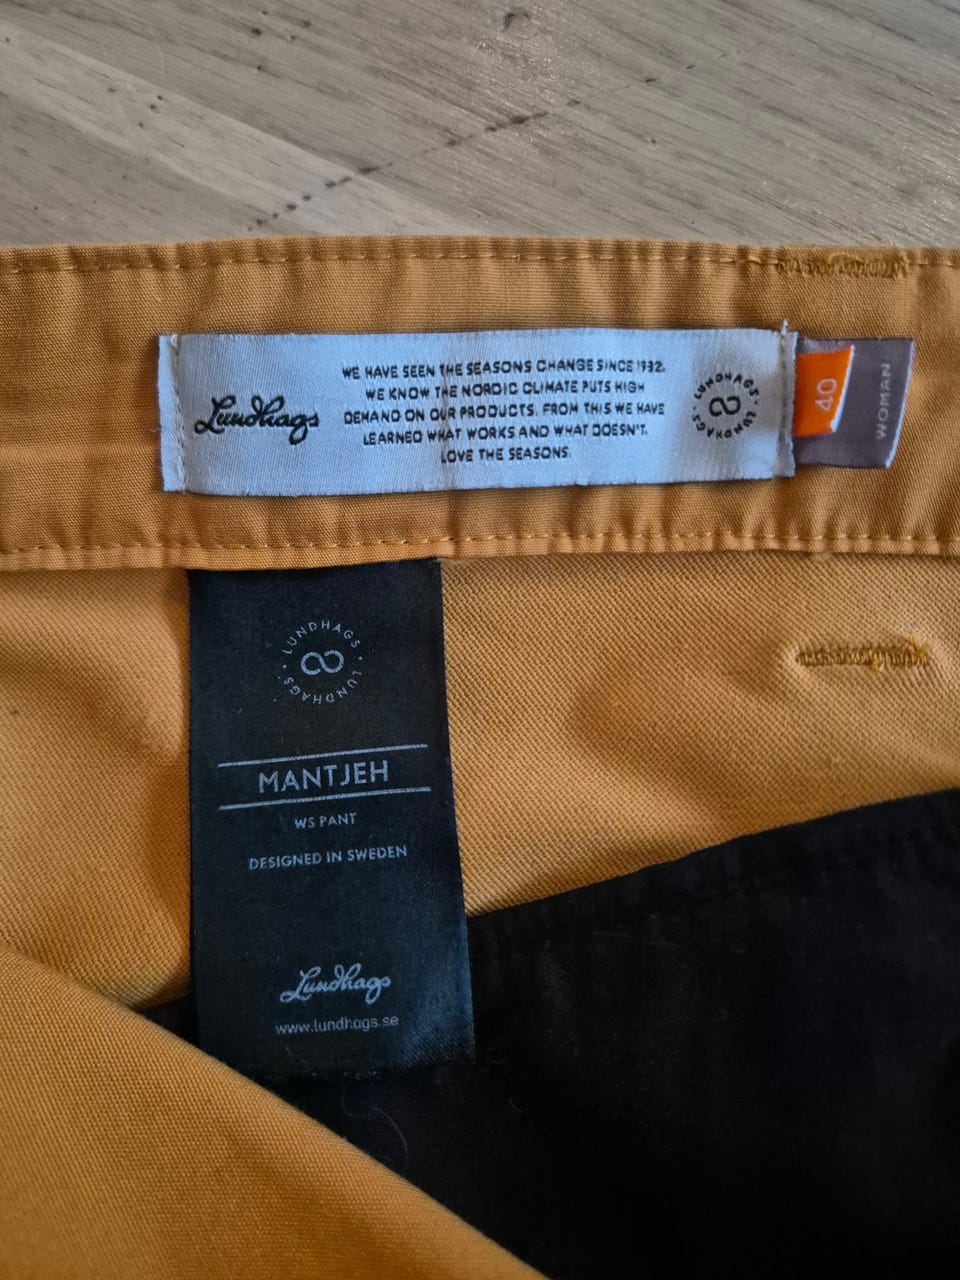 Lundhags
WE HAVE SEEN THE SEASONS CHANGE SINCE 1932.
WE KNOW THE NORDIC CLIMATE PUTS HIGH
DEMAND ON OUR PRODUCTS. FROM THIS WE HAVE
LEARNED WHAT WORKS AND WHAT DOESN'T.
LOVE THE SEASONS.
LUNDHAGS · LUNDHAGS ·
40
WOMAN
LUNDHAGS · LUNDHAGS ·
MANTJEH
WS PANT
DESIGNED IN SWEDEN
Lundhags
www.lundhags.se